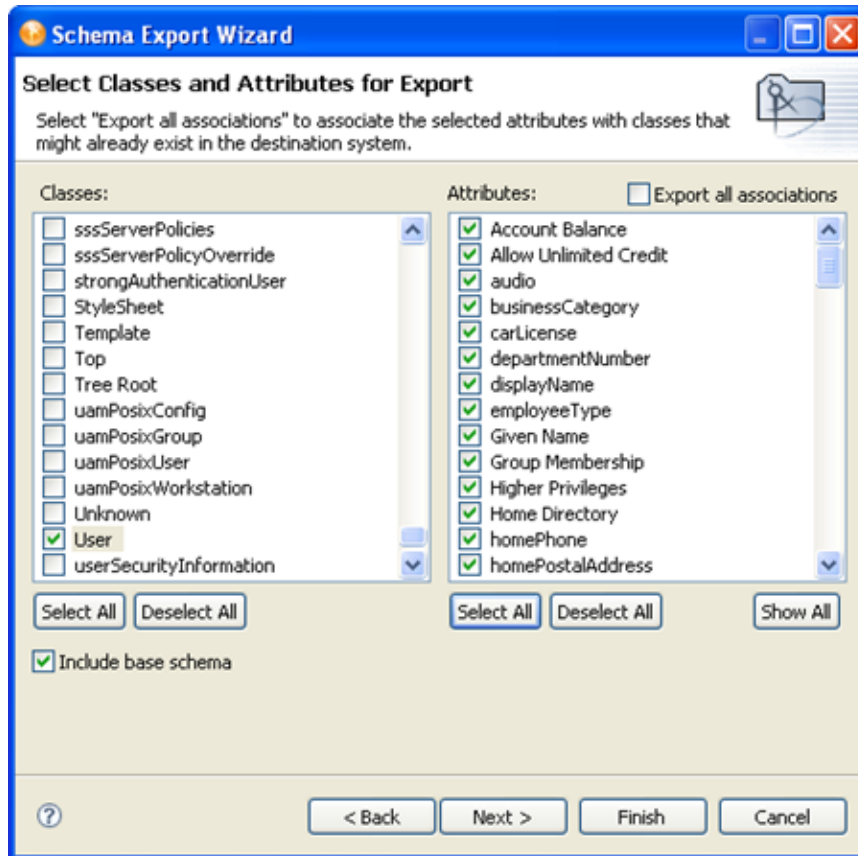 Schema Export Wizard
Select Classes and Attributes for Export
Select "Export all associations" to associate the selected attributes with classes that
might already exist in the destination system.
Classes:
sssServerPolicies
sssServerPolicyOverride
strongAuthenticationUser
StyleSheet
Template
Top
Tree Root
uamPosixConfig
uamPosixGroup
uamPosixUser
uamPosixWorkstation
Unknown
User
userSecurityInformation
Select All Deselect All
Attributes: Export all associations
Account Balance
Allow Unlimited Credit
audio
businessCategory
carLicense
departmentNumber
displayName
employeeType
Given Name
Group Membership
Higher Privileges
Home Directory
homePhone
homePostalAddress
Select All Deselect All Show All
Include base schema
? < Back Next > Finish Cancel